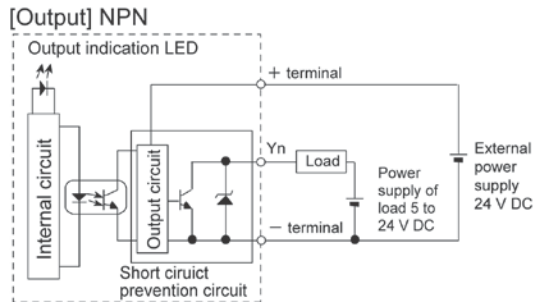 [Output] NPN
Output indication LED
+ terminal
Internal circuit
Output circuit
Yn
Load
Power
supply of
load 5 to
24 V DC
External
power
supply
24 V DC
− terminal
Short ciruict
prevention circuit